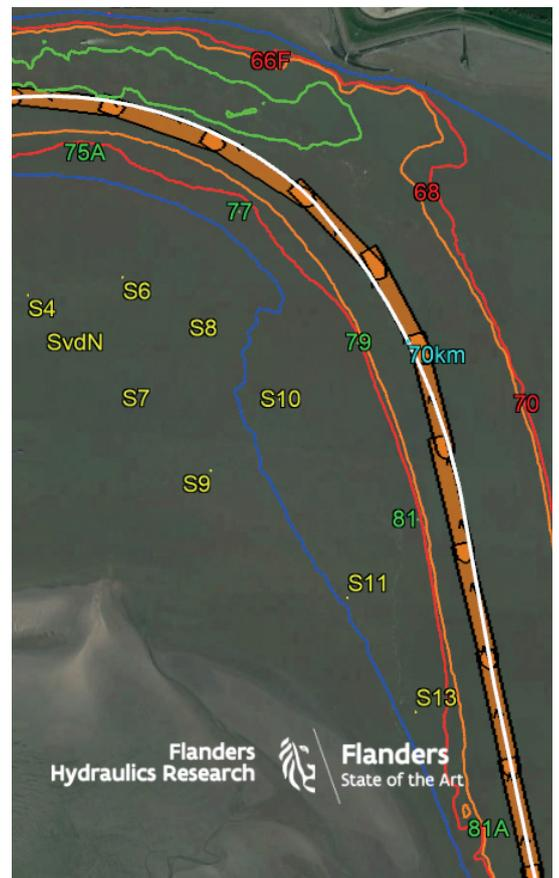 66F
75A
68
77
S6
S4
S8
SvdN
79
70km
S7
S10
70
S9
81
S11
S13
Flanders
Hydraulics Research
Flanders
State of the Art
81A